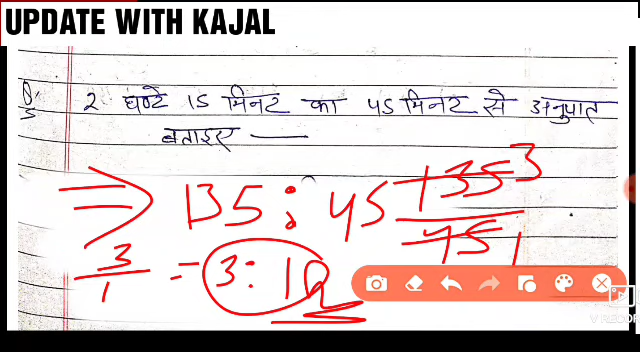 UPDATE WITH KAJAL
2 घण्टे 15 मिनट का 45 मिनट से अनुपात
बताइए —
⇒ 135 : 45 135 3
45 1
3/1 = 3:1
V RECOR